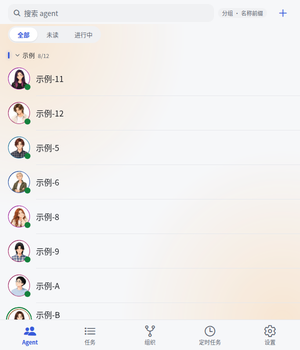 搜索 agent
分组 · 名称前缀
全部
未读
进行中
示例 8/12
示例-11
示例-12
示例-5
示例-6
示例-8
示例-9
示例-A
示例-B
Agent
任务
组织
定时任务
设置